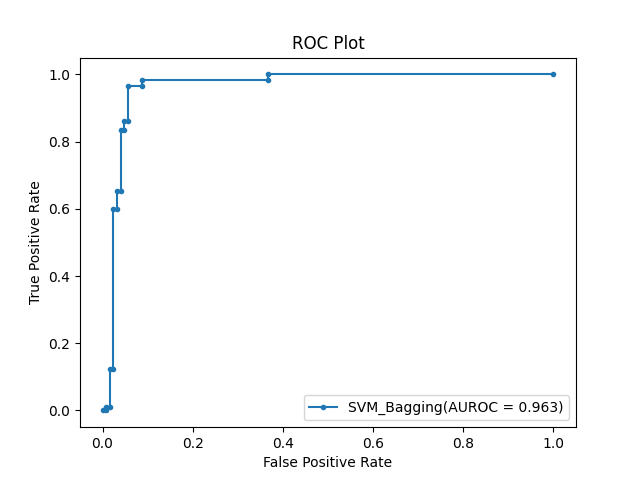 ROC Plot
1.0
0.8
0.6
0.4
0.2
0.0
True Positive Rate
SVM_Bagging(AUROC = 0.963)
0.0 0.2 0.4 0.6 0.8 1.0
False Positive Rate